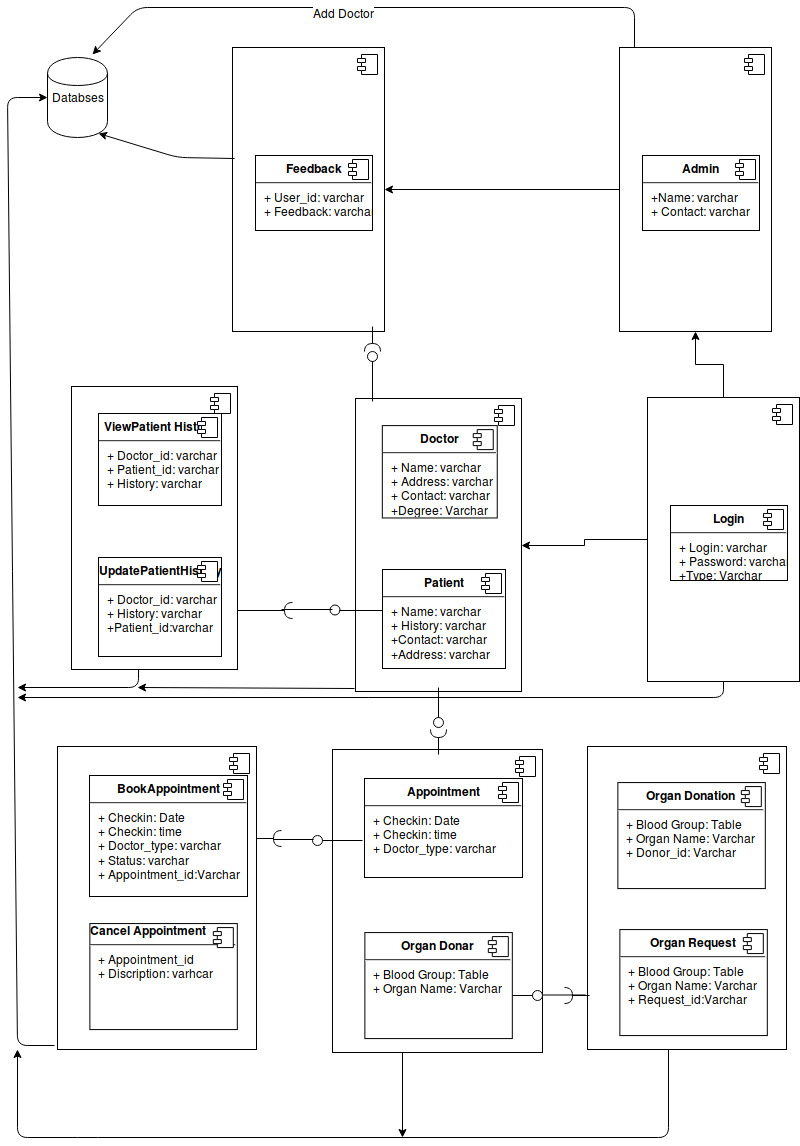 Add Doctor
Databses
Feedback
+ User_id: varchar
+ Feedback: varcha
Admin
+Name: varchar
+ Contact: varchar
ViewPatient Hist
+ Doctor_id: varchar
+ Patient_id: varchar
+ History: varchar
UpdatePatientHis y
+ Doctor_id: varchar
+ History: varchar
+Patient_id:varchar
Doctor
+ Name: varchar
+ Address: varchar
+ Contact: varchar
+Degree: Varchar
Patient
+ Name: varchar
+ History: varchar
+Contact: varchar
+Address: varchar
Login
+ Login: varchar
+ Password: varcha
+Type: Varchar
BookAppointment
+ Checkin: Date
+ Checkin: time
+ Doctor_type: varchar
+ Status: varchar
+ Appointment_id:Varchar
Cancel Appointment
+ Appointment_id
+ Discription: varhcar
Appointment
+ Checkin: Date
+ Checkin: time
+ Doctor_type: varchar
Organ Donar
+ Blood Group: Table
+ Organ Name: Varchar
Organ Donation
+ Blood Group: Table
+ Organ Name: Varchar
+ Donor_id: Varchar
Organ Request
+ Blood Group: Table
+ Organ Name: Varchar
+ Request_id:Varchar